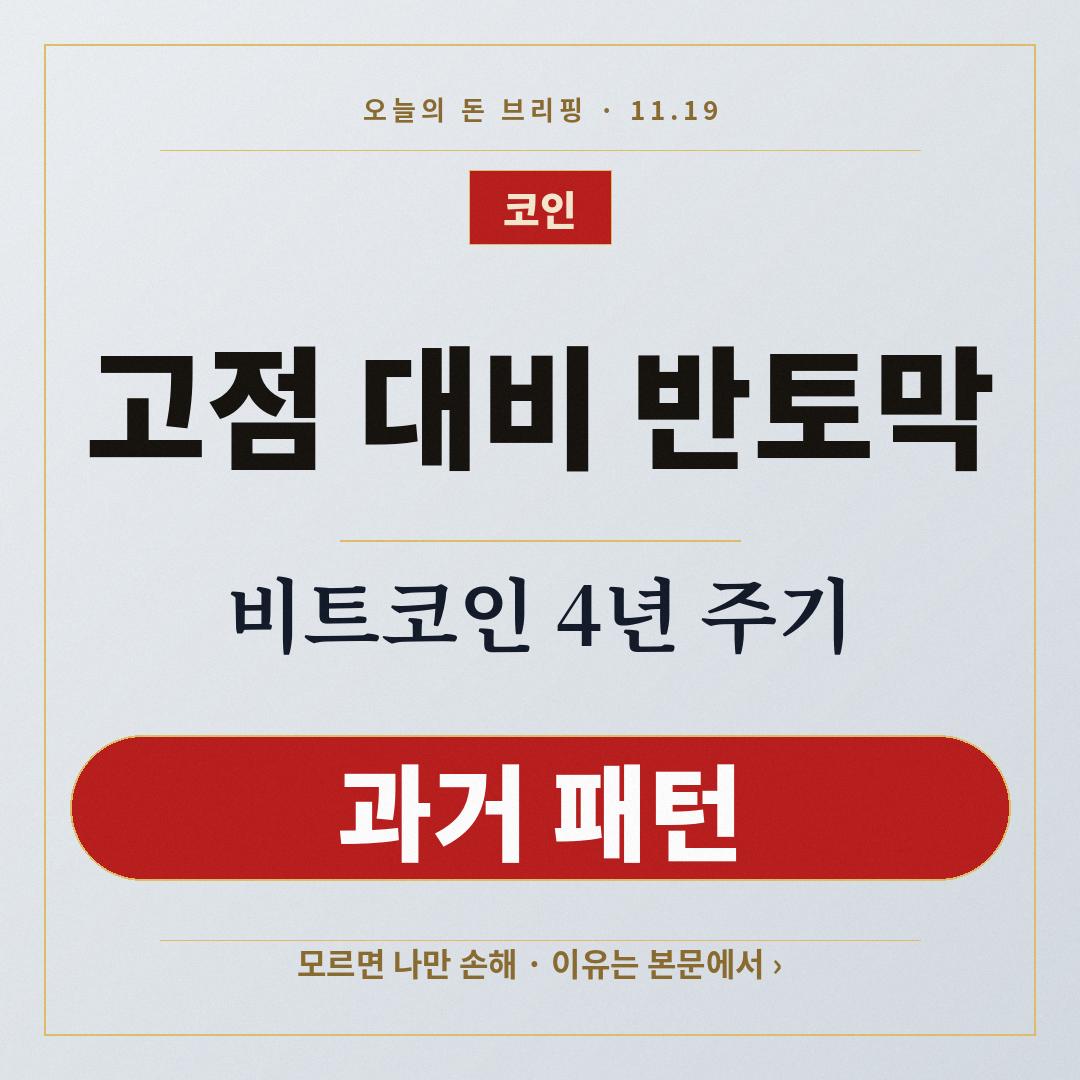 오늘의 돈 브리핑 · 11.19
코인
고점 대비 반토막
비트코인 4년 주기
과거 패턴
모르면 나만 손해 · 이유는 본문에서 ›